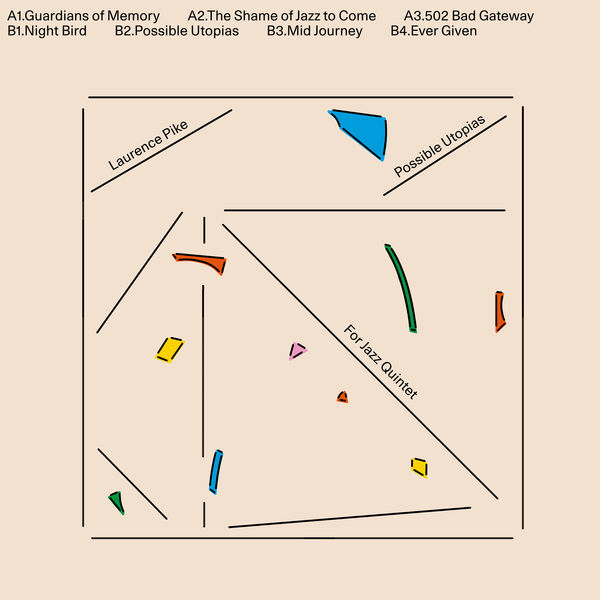 A1.Guardians of Memory A2.The Shame of Jazz to Come A3.502 Bad Gateway
B1.Night Bird B2.Possible Utopias B3.Mid Journey B4.Ever Given
Laurence Pike
Possible Utopias
For Jazz Quintet